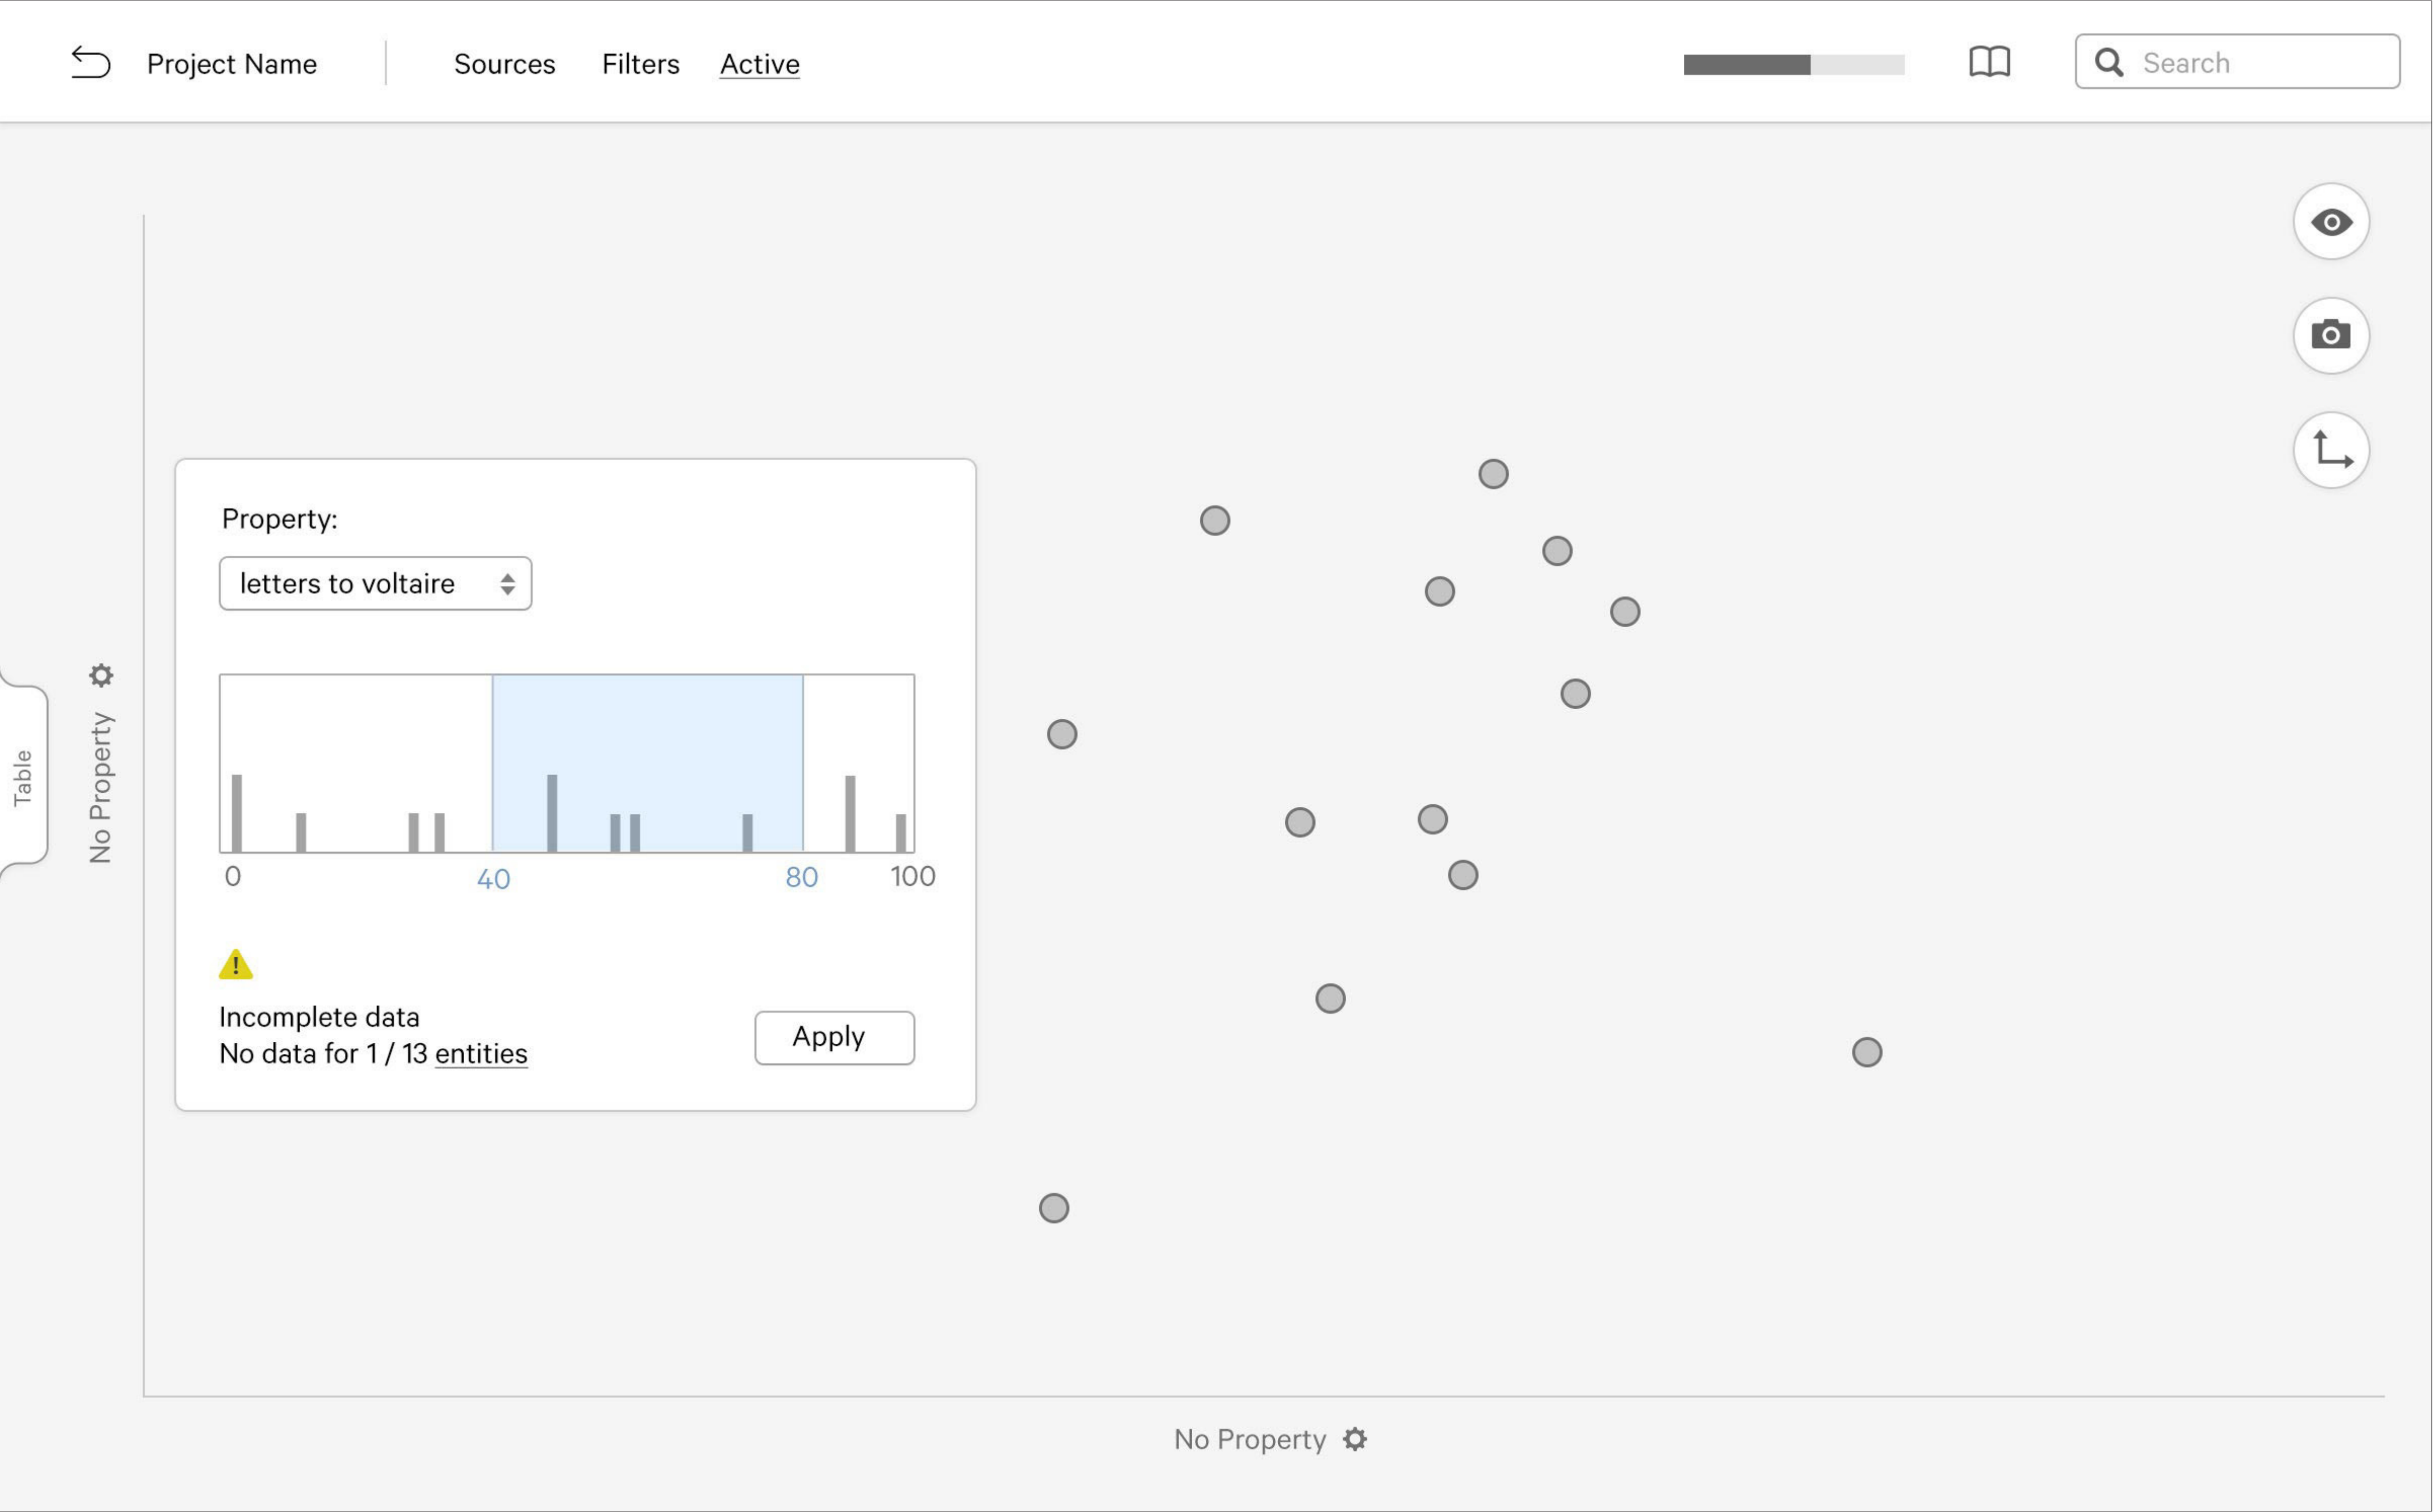 Project Name
Sources
Filters
Active
Search
Property:
letters to voltaire
0
40
80
100
Incomplete data
No data for 1 / 13 entities
Apply
Table
No Property
No Property